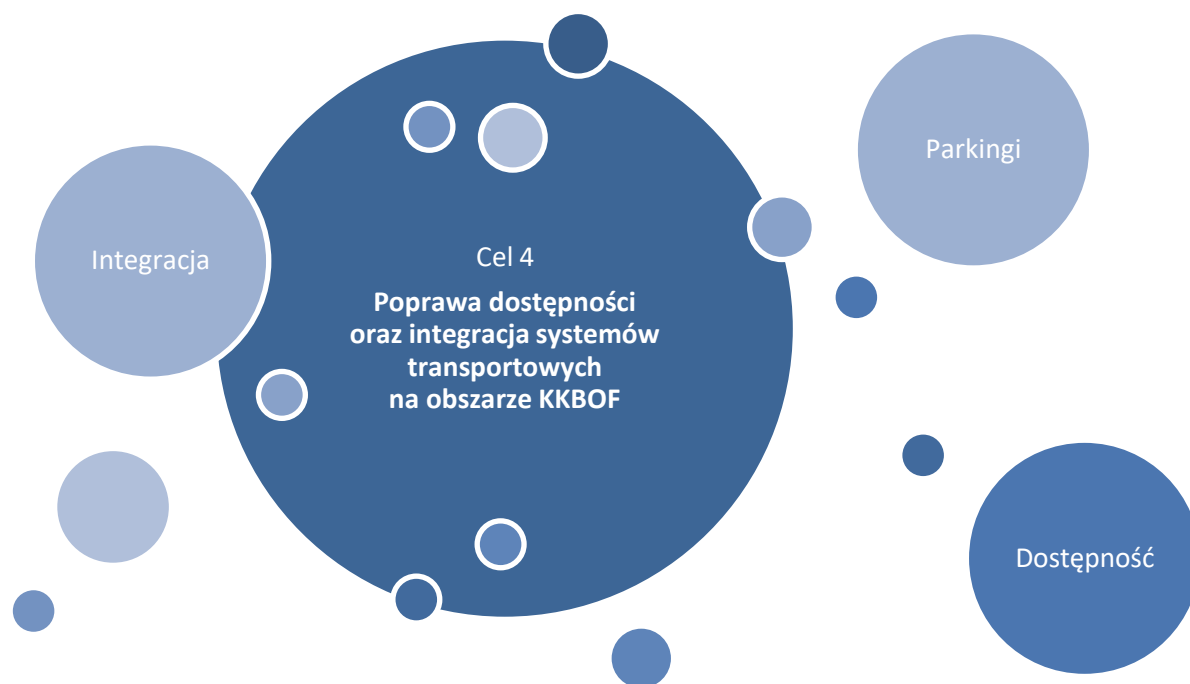 Parkingi
Integracja
Cel 4
Poprawa dostępności
oraz integracja systemów
transportowych
na obszarze KKBOF
Dostępność